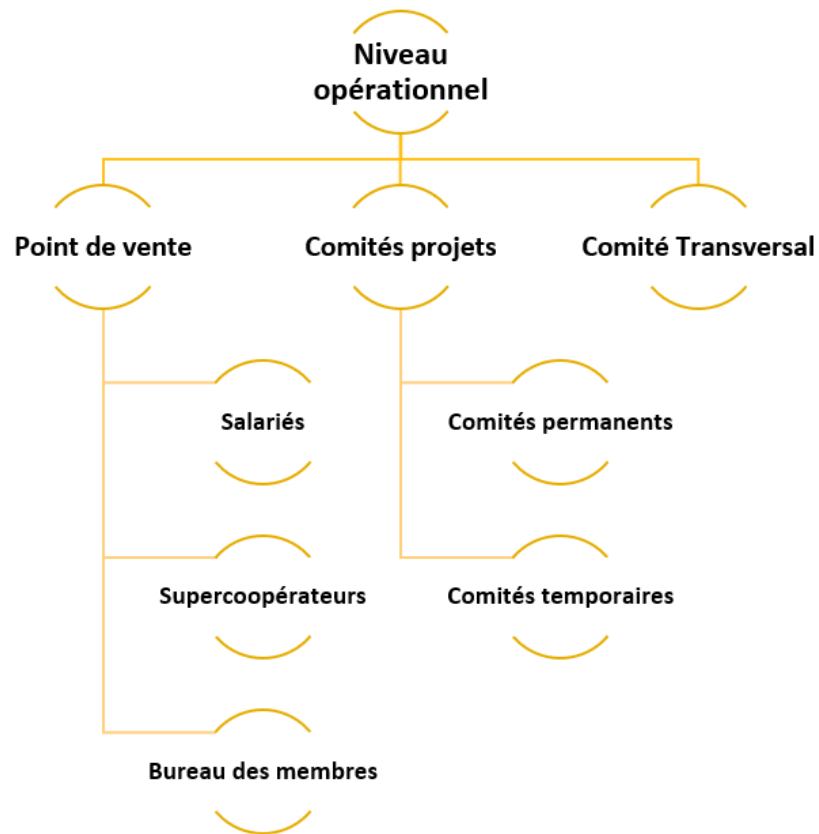 Niveau
opérationnel
Point de vente
Comités projets
Comité Transversal
Salariés
Comités permanents
Supercoopérateurs
Comités temporaires
Bureau des membres